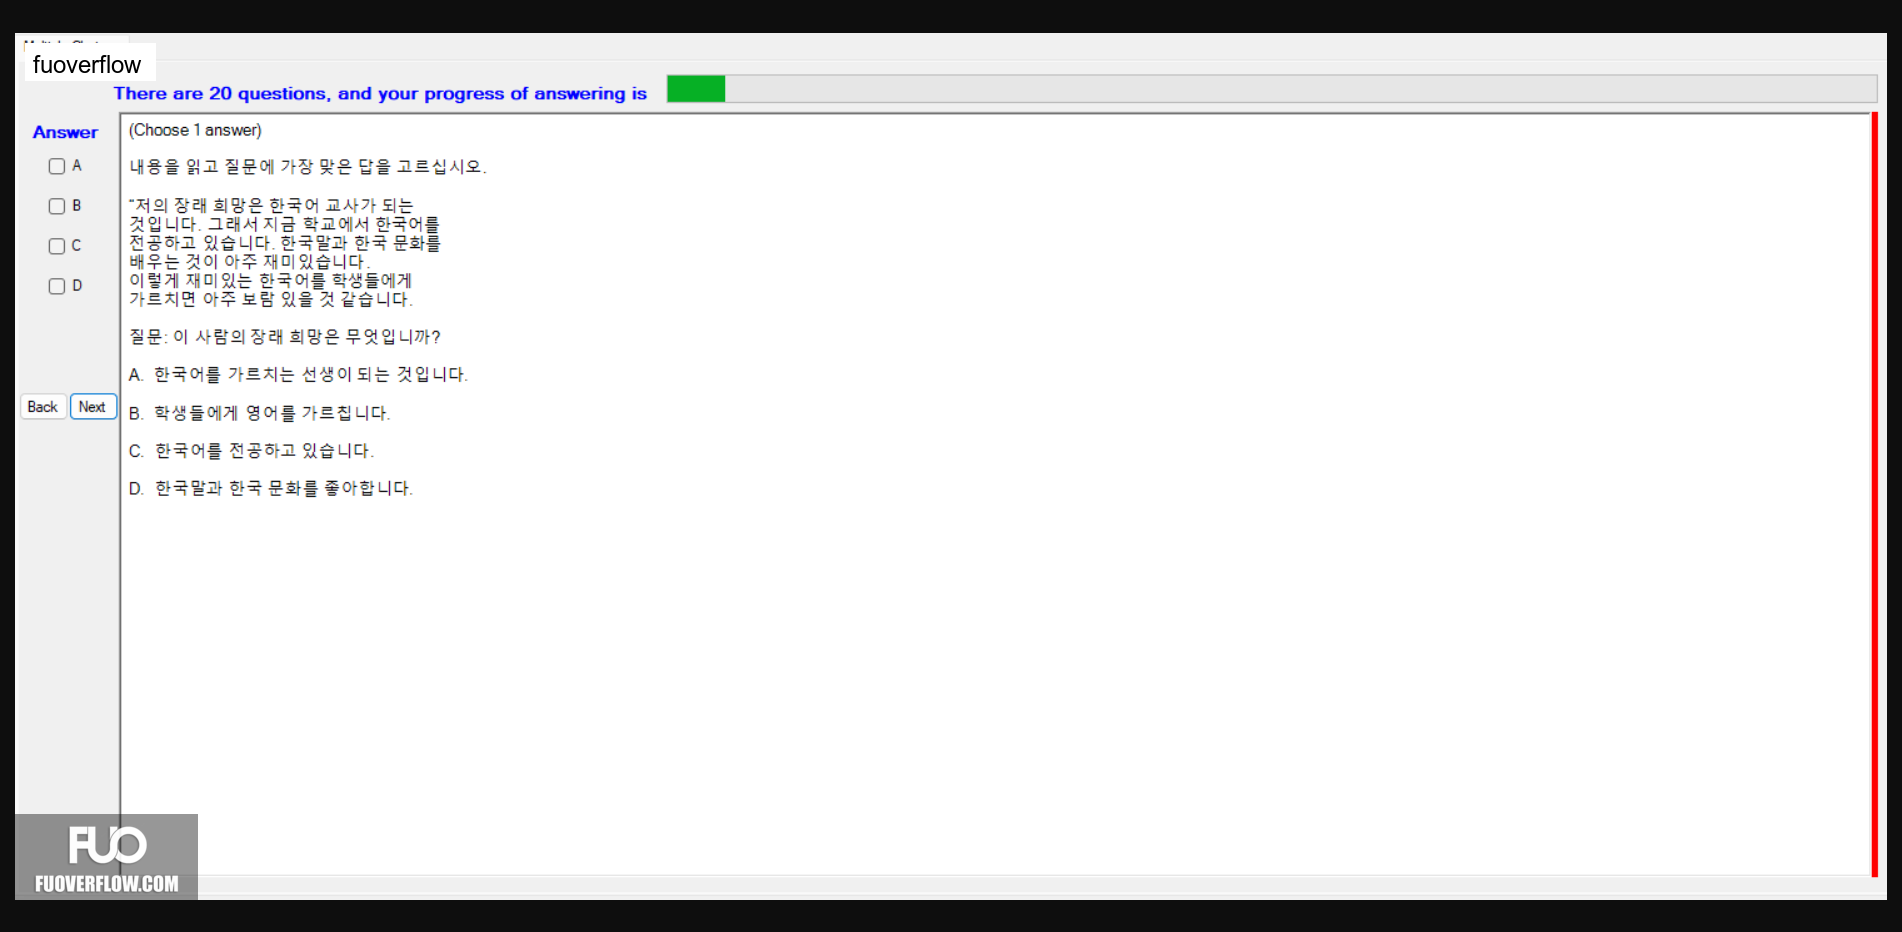 fuoverflow
There are 20 questions, and your progress of answering is
Answer
A
B
C
D
Back
Next
(Choose 1 answer)
내용을 읽고 질문에 가장 맞은 답을 고르십시오.
“저의 장래 희망은 한국어 교사가 되는
것입니다. 그래서 지금 학교에서 한국어를
전공하고 있습니다. 한국말과 한국 문화를
배우는 것이 아주 재미있습니다.
이렇게 재미있는 한국어를 학생들에게
가르치면 아주 보람 있을 것 같습니다.
질문: 이 사람의 장래 희망은 무엇입니까?
A. 한국어를 가르치는 선생이 되는 것입니다.
B. 학생들에게 영어를 가르칩니다.
C. 한국어를 전공하고 있습니다.
D. 한국말과 한국 문화를 좋아합니다.
FUO
FUOVERFLOW.COM